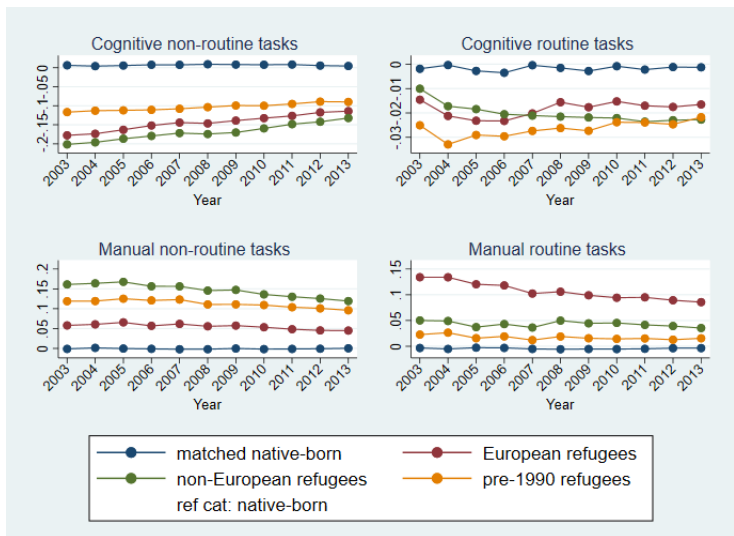 Cognitive non-routine tasks
0
-.05
-.1
-.15
-.2
2003 2004 2005 2006 2007 2008 2009 2010 2011 2012 2013
Year
Cognitive routine tasks
0
-.01
-.02
-.03
2003 2004 2005 2006 2007 2008 2009 2010 2011 2012 2013
Year
Manual non-routine tasks
.2
.15
.1
.05
0
2003 2004 2005 2006 2007 2008 2009 2010 2011 2012 2013
Year
Manual routine tasks
.15
.1
.05
0
2003 2004 2005 2006 2007 2008 2009 2010 2011 2012 2013
Year
matched native-born
European refugees
non-European refugees
pre-1990 refugees
ref cat: native-born